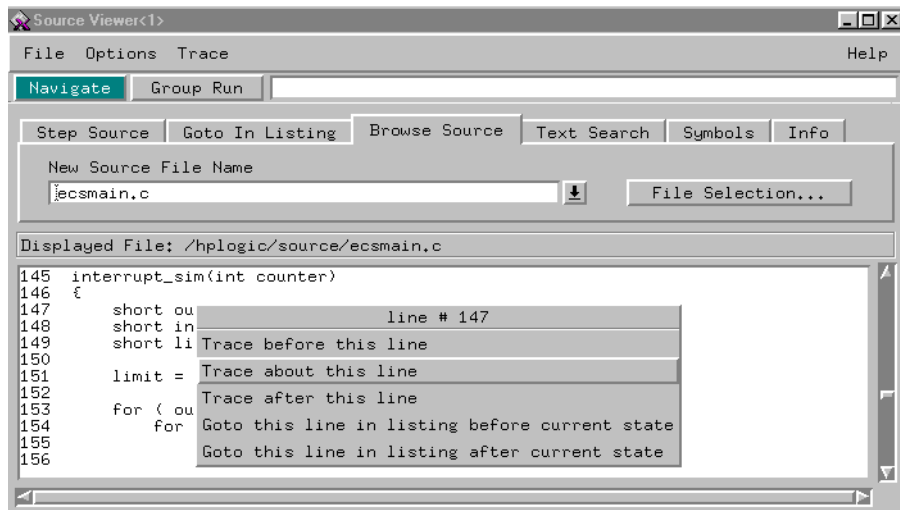 Source Viewer<1>
File Options Trace Help
Navigate Group Run
Step Source Goto In Listing Browse Source Text Search Symbols Info
New Source File Name
ecsmain.c File Selection...
Displayed File: /hplogic/source/ecsmain.c
145 interrupt_sim(int counter)
146 {
147 short ou
148 short in
149 short li
150
151 limit =
152
153 for ( ou
154 for
155
156
line # 147
Trace before this line
Trace about this line
Trace after this line
Goto this line in listing before current state
Goto this line in listing after current state